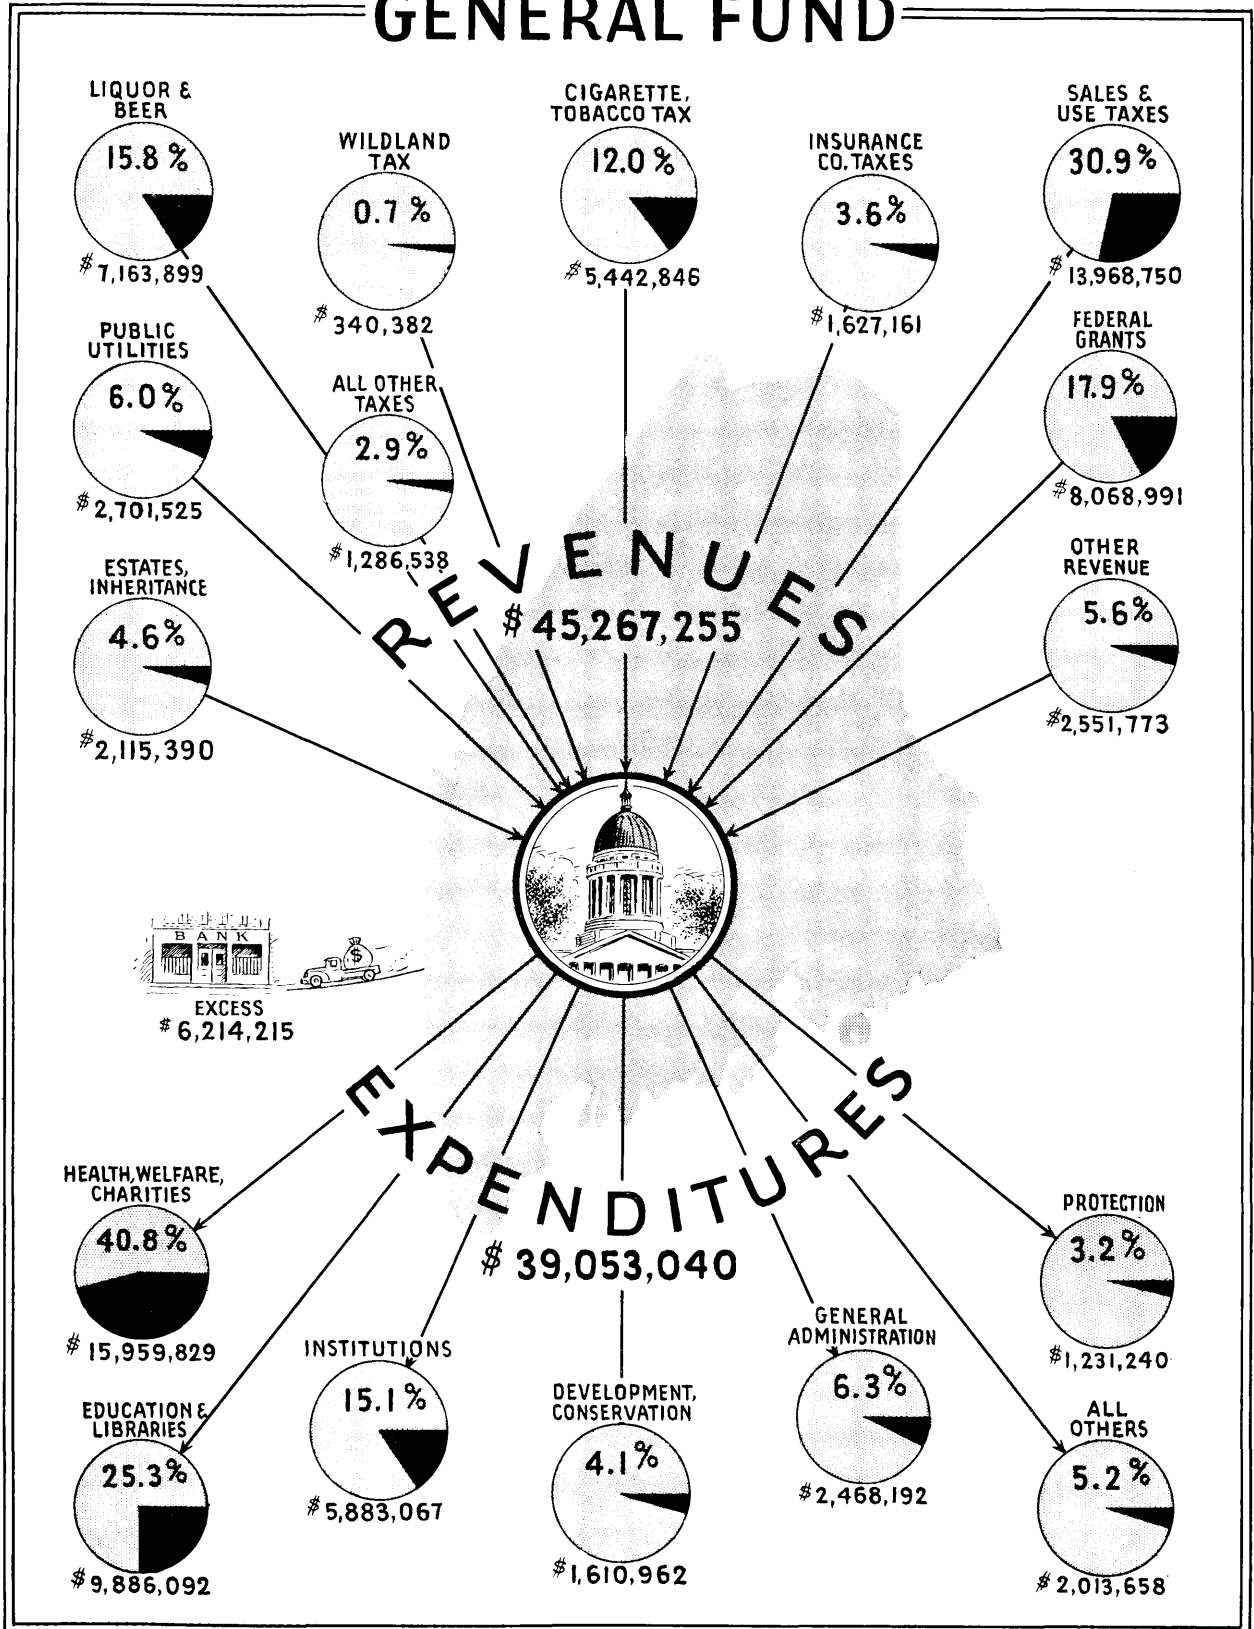 GENERAL FUND
LIQUOR &
BEER
15.8 %
$ 7,163,899
WILDLAND
TAX
0.7 %
$ 340,382
CIGARETTE,
TOBACCO TAX
12.0 %
$ 5,442,846
INSURANCE
CO. TAXES
3.6%
$ 1,627,161
SALES &
USE TAXES
30.9%
$ 13,968,750
PUBLIC
UTILITIES
6.0%
$ 2,701,525
ALL OTHER
TAXES
2.9%
$ 1,286,538
FEDERAL
GRANTS
17.9%
$ 8,068,991
ESTATES,
INHERITANCE
4.6%
$ 2,115,390
OTHER
REVENUE
5.6%
$ 2,551,773
REVENUES
$ 45,267,255
BANK
$
EXCESS
$ 6,214,215
EXPENDITURES
$ 39,053,040
HEALTH, WELFARE,
CHARITIES
40.8%
$ 15,959,829
EDUCATION &
LIBRARIES
25.3%
$ 9,886,092
INSTITUTIONS
15.1%
$ 5,883,067
DEVELOPMENT,
CONSERVATION
4.1%
$ 1,610,962
GENERAL
ADMINISTRATION
6.3%
$ 2,468,192
PROTECTION
3.2%
$ 1,231,240
ALL
OTHERS
5.2%
$ 2,013,658